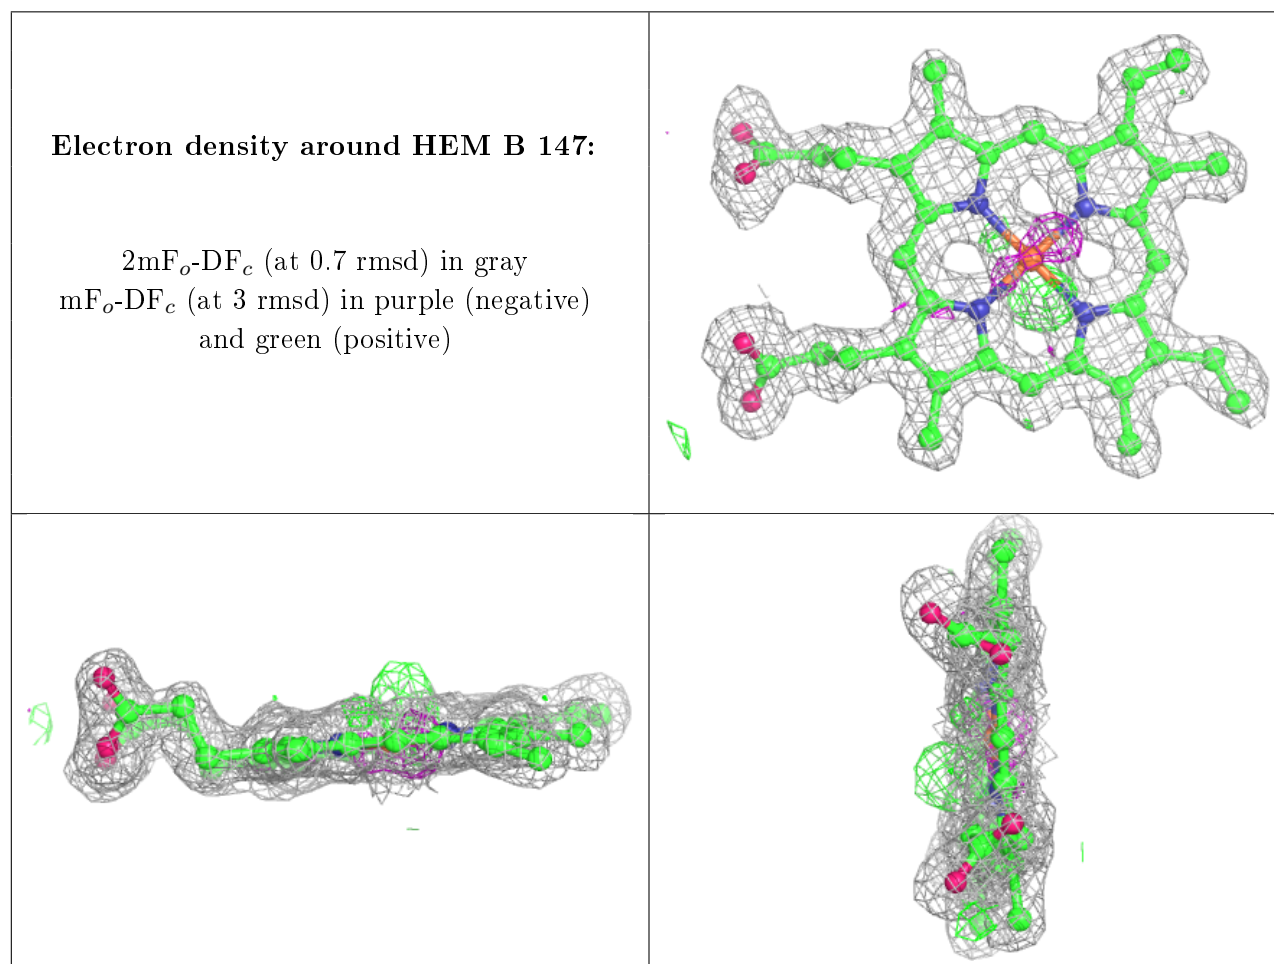 Electron density around HEM B 147:
2mFo-DFc (at 0.7 rmsd) in gray
mFo-DFc (at 3 rmsd) in purple (negative)
and green (positive)